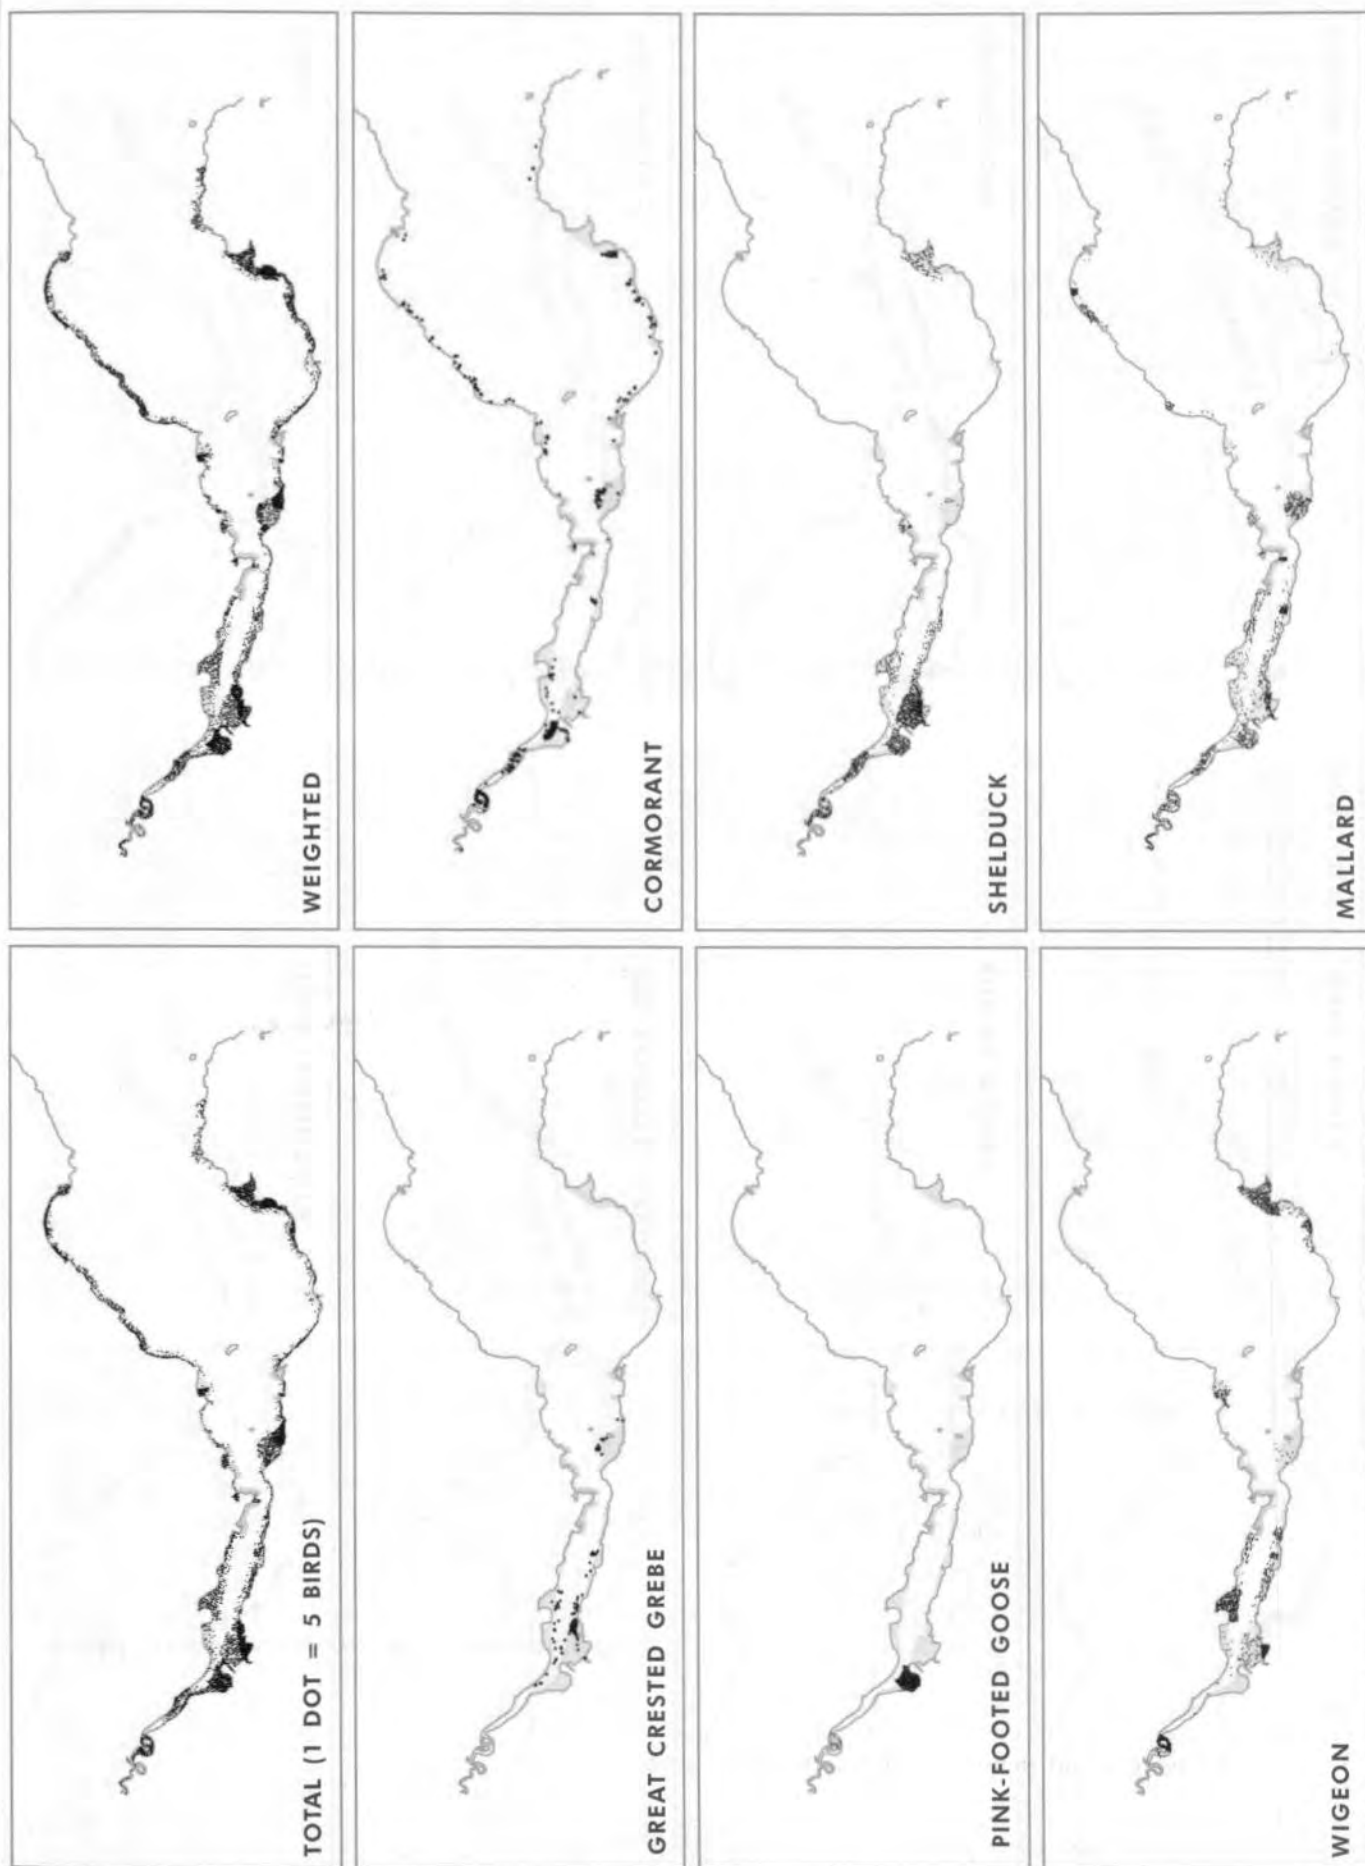 TOTAL (1 DOT = 5 BIRDS)
WEIGHTED
GREAT CRESTED GREBE
CORMORANT
PINK-FOOTED GOOSE
SHELDUCK
WIGEON
MALLARD